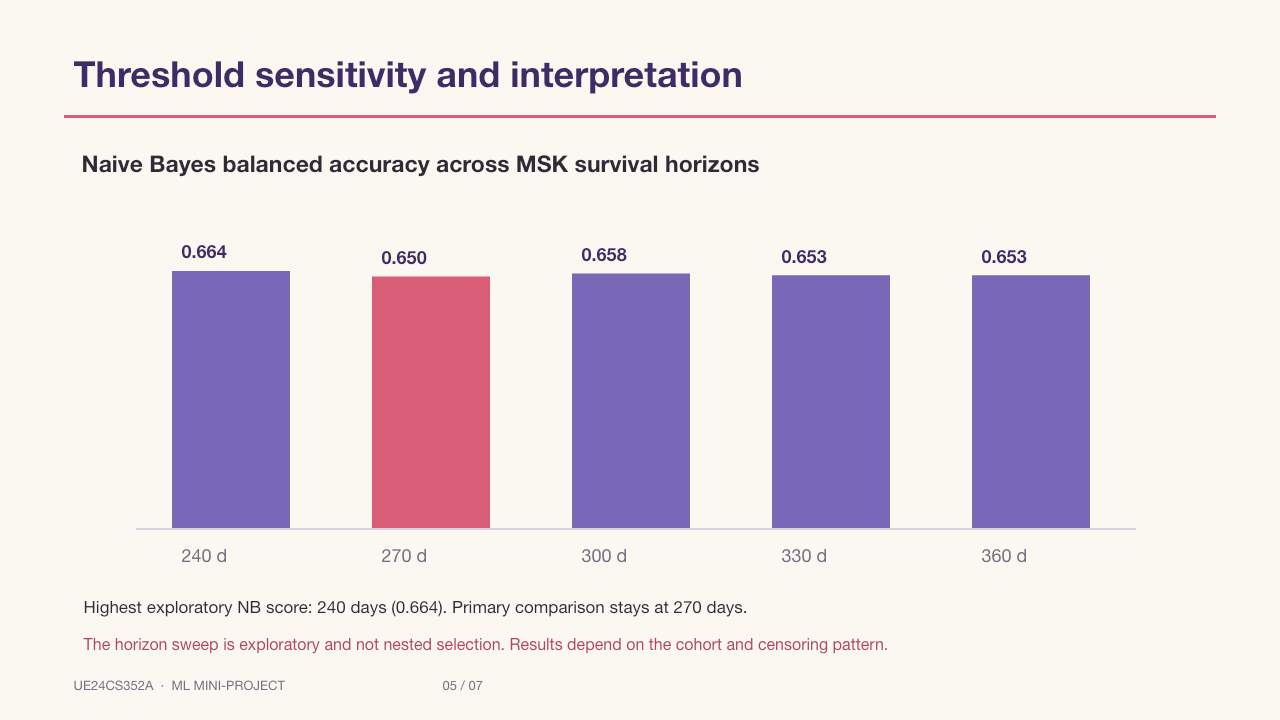 Threshold sensitivity and interpretation
Naive Bayes balanced accuracy across MSK survival horizons
0.664
0.650
0.658
0.653
0.653
240 d
270 d
300 d
330 d
360 d
Highest exploratory NB score: 240 days (0.664). Primary comparison stays at 270 days.
The horizon sweep is exploratory and not nested selection. Results depend on the cohort and censoring pattern.
UE24CS352A · ML MINI-PROJECT
05 / 07